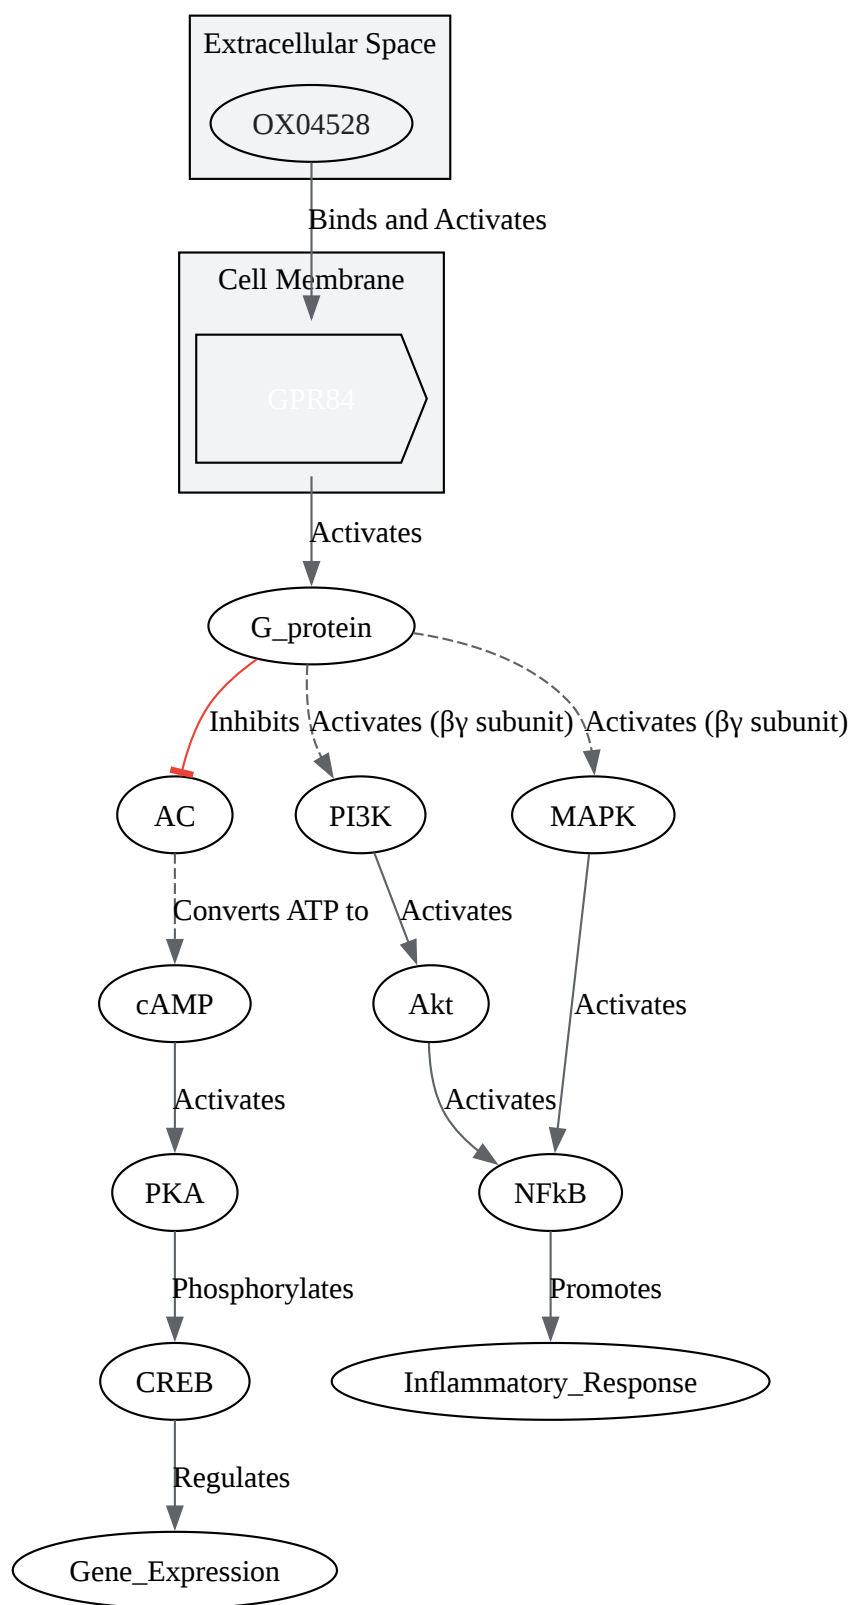 Extracellular Space
OX04528
Binds and Activates
Cell Membrane
GPR84
Activates
G_protein
Inhibits
Activates (βγ subunit)
Activates (βγ subunit)
AC
PI3K
MAPK
Converts ATP to
Activates
cAMP
Akt
Activates
Activates
Activates
PKA
NFkB
Phosphorylates
Promotes
CREB
Inflammatory_Response
Regulates
Gene_Expression